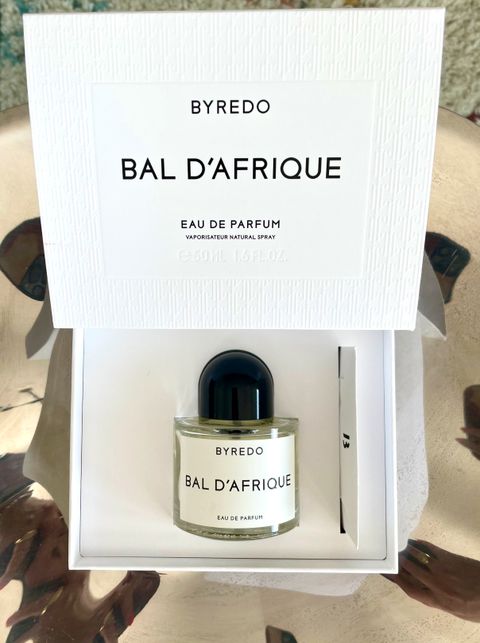 BYREDO
BAL D'AFRIQUE
EAU DE PARFUM
VAPORISATEUR NATURAL SPRAY
e50 ML 1.6 FL.OZ.
BYREDO
BAL D'AFRIQUE
EAU DE PARFUM